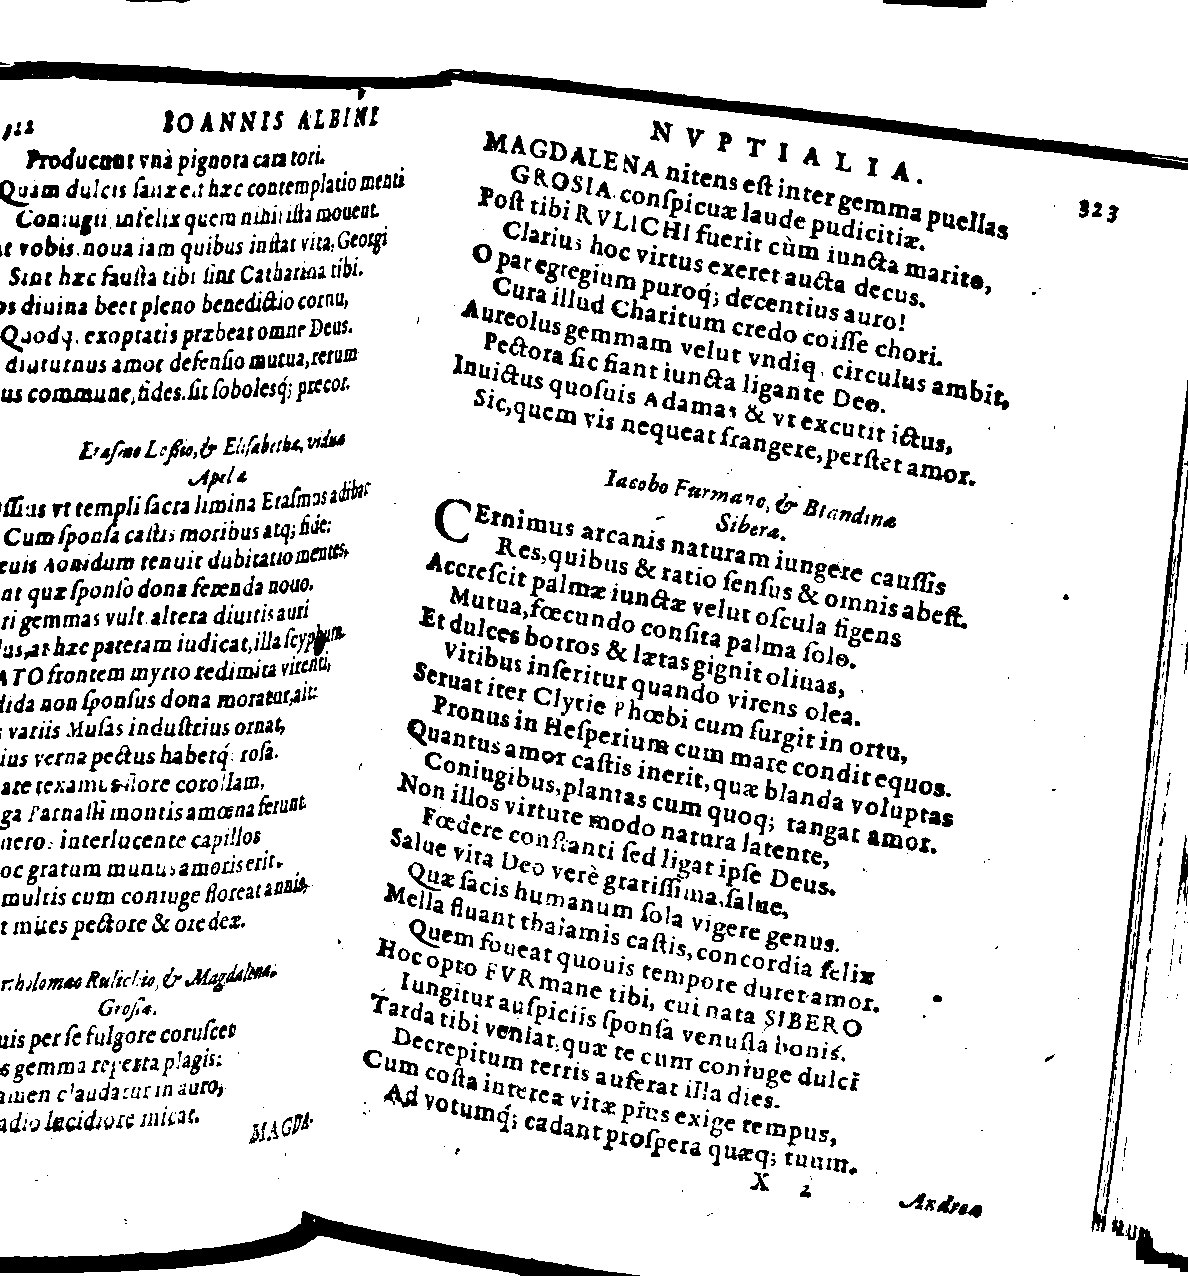 322 IOANNIS ALBINI
Producant vnà pignora cara tori.
Quàm dulcis sanxerit hæc contemplatio menti
Coniugii infelix quem nihil ista mouent.
vobis noua iam quibus instat vita, Georgi
Sint hæc fausta tibi sint Catharina tibi.
os diuina beet pleno benedictio cornu,
Quodq́; exoptatis præbeat omne Deus.
diuturnus amor defensio mutua, rerum
us commune, fides. sit sobolesq́; precor.
Erasmo Loßio, & Elisabethæ, viduæ
Apelæ
ssius vt templi sacra limina Erasmos adibat
Cum sponsa castis moribus atq; fide:
Aonidum tenuit dubitatio mentes,
nt quæ sponso dona ferenda nouo.
ri gemmas vult altera diuitis auri
lus, at hæc pateram iudicat, illa scyphum.
ATO frontem myrto redimita virenti,
dida non sponsus dona moratur, ait:
variis Musas industrius ornat,
ius verna pectus haberq́; rosa.
are texamus flore corollam,
ga Parnassi montis amœna ferunt.
nero: interlucente capillos
oc gratum munus amoris erit.
multis cum coniuge floreat annis,
t mites pectore & ore dex.
rtholomæo Rulichio, & Magdalenæ
Grosiæ.
uis per se fulgore coruscet
s gemma reperta plagis:
amen claudatur in auro,
adio lucidiore micat.
MAGDA-
NVPTIALIA. 323
MAGDALENA nitens est inter gemma puellas
GROSIA conspicuæ laude pudicitiæ.
Post tibi RVLICHI fuerit cùm iuncta marito,
Clarius hoc virtus exeret aucta decus.
O par egregium puroq́; decentius auro!
Cura illud Charitum credo coisse chori.
Aureolus gemmam velut vndiq. circulus ambit,
Pectora sic fiant iuncta ligante Deo.
Inuictus quosuis Adamas & vt excutit ictus,
Sic, quem vis nequeat frangere, perstet amor.
Iacobo Furmano, & Blandinæ
Siberæ.
CErnimus arcanis naturam iungere caussis
Res, quibus & ratio sensus & omnis abest.
Accrescit palmæ iunctæ velut oscula figens
Mutua, fœcundo consita palma solo.
Et dulces botros & lætas gignit oliuas,
Vitibus inseritur quando virens olea.
Seruat iter Clytie Phœbi cum surgit in ortu,
Pronus in Hesperium cum mare condit equos.
Quantus amor castis inerit, quæ blanda voluptas
Coniugibus, plantas cum quoq; tangat amor.
Non illos virtute modo natura latente,
Fœdere constanti sed ligat ipse Deus.
Salue vita Deo verè gratissima, salue,
Quæ facis humanum sola vigere genus.
Mella fluant thalamis castis, concordia felix
Quem foueat quouis tempore duret amor.
Hoc opto FVRmane tibi, cui nata SIBERO
Iungitur auspiciis sponsa venusta bonis.
Tarda tibi veniat, quæ te cum coniuge dulci
Decrepitum terris auferat illa dies.
Cum costa interea vitæ pius exige tempus,
Ad votumq́; cadant prospera quæq; tuum.
X 2 Andreæ